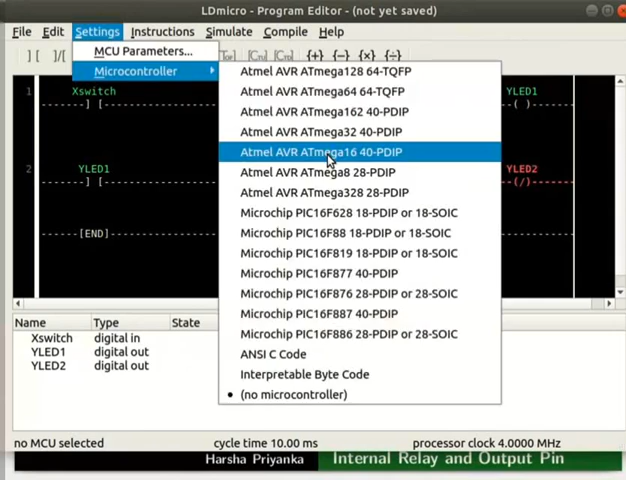 LDmicro - Program Editor - (not yet saved)
File Edit Settings Instructions Simulate Compile Help
MCU Parameters...
Microcontroller
] [ ]/[ {+} {−} {×} {÷}
Atmel AVR ATmega128 64-TQFP
Atmel AVR ATmega64 64-TQFP
Atmel AVR ATmega162 40-PDIP
Atmel AVR ATmega32 40-PDIP
Atmel AVR ATmega16 40-PDIP
Atmel AVR ATmega8 28-PDIP
Atmel AVR ATmega328 28-PDIP
Microchip PIC16F628 18-PDIP or 18-SOIC
Microchip PIC16F88 18-PDIP or 18-SOIC
Microchip PIC16F819 18-PDIP or 18-SOIC
Microchip PIC16F877 40-PDIP
Microchip PIC16F876 28-PDIP or 28-SOIC
Microchip PIC16F887 40-PDIP
Microchip PIC16F886 28-PDIP or 28-SOIC
ANSI C Code
Interpretable Byte Code
(no microcontroller)
1 Xswitch YLED1
------] [ ---( )------
2 YLED1 YLED2
------] [ ---(/)------
-----[END]
Name Type State
Xswitch digital in
YLED1 digital out
YLED2 digital out
no MCU selected cycle time 10.00 ms processor clock 4.0000 MHz
Harsha Priyanka Internal Relay and Output Pin